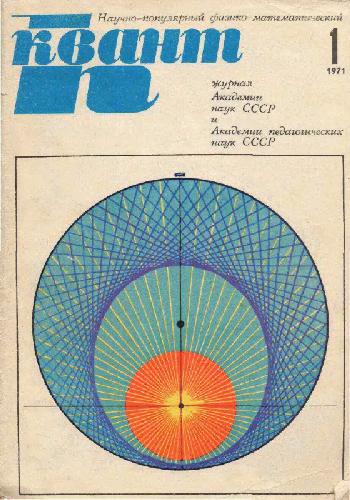 Научно-популярный физико математический
квант
1
1971
журнал
Академии
наук СССР
и
Академии педагогических
наук СССР